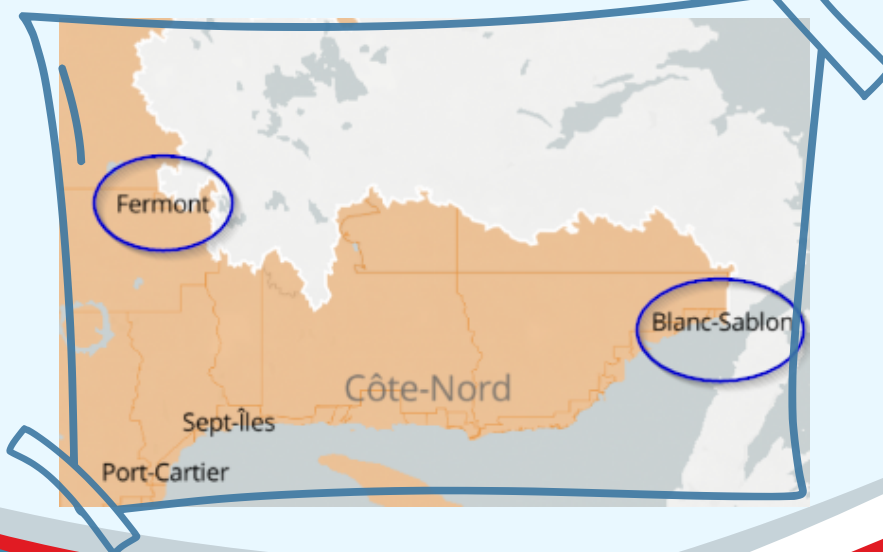 Fermont
Blanc-Sablon
Côte-Nord
Sept-Îles
Port-Cartier